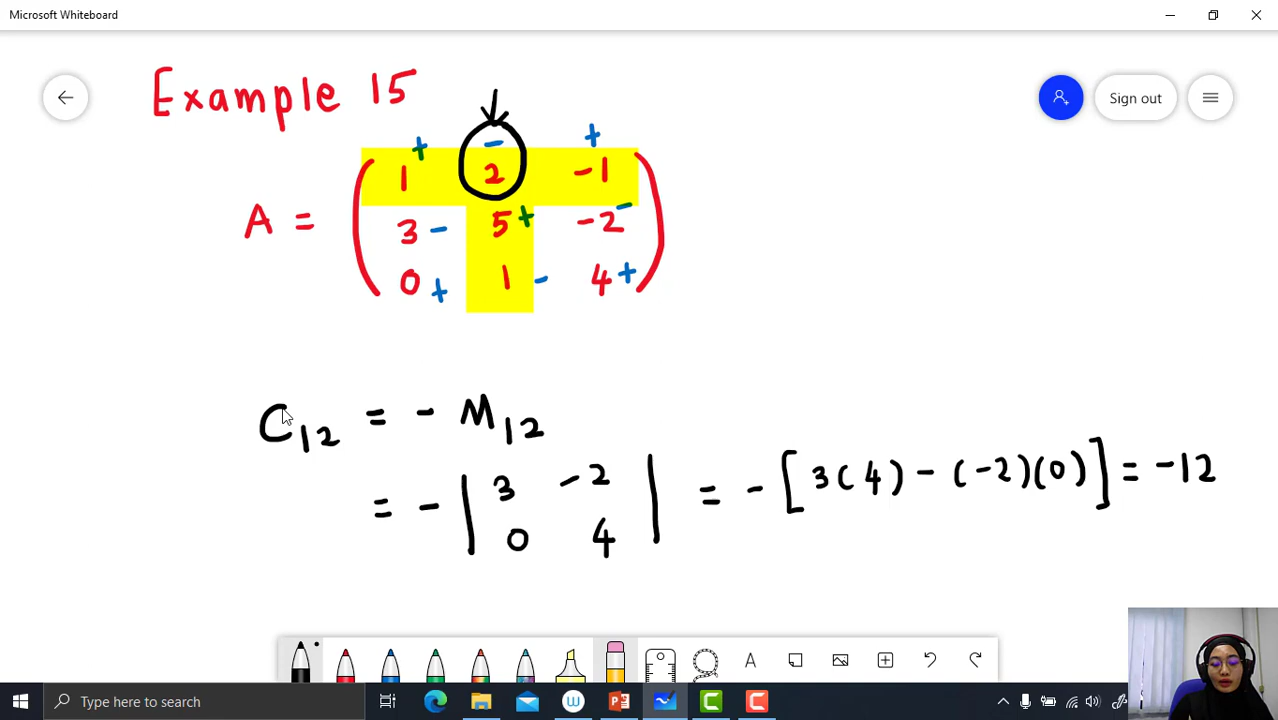 Microsoft Whiteboard
Example 15
Sign out
+ - +
1 2 -1
A = 3 - 5 + -2 -
0 + 1 - 4 +
C12 = - M12
= - | 3 -2 | = - [ 3(4) - (-2)(0) ] = -12
0 4
A
Type here to search
W